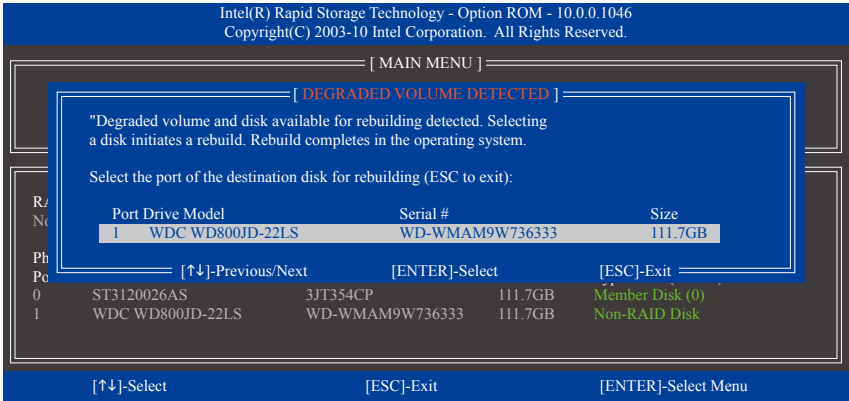 Intel(R) Rapid Storage Technology - Option ROM - 10.0.0.1046
Copyright(C) 2003-10 Intel Corporation. All Rights Reserved.
[ MAIN MENU ]
[ DEGRADED VOLUME DETECTED ]
"Degraded volume and disk available for rebuilding detected. Selecting
a disk initiates a rebuild. Rebuild completes in the operating system.
Select the port of the destination disk for rebuilding (ESC to exit):
Port Drive Model Serial # Size
1 WDC WD800JD-22LS WD-WMAM9W736333 111.7GB
[↑↓]-Previous/Next [ENTER]-Select [ESC]-Exit
0 ST3120026AS 3JT354CP 111.7GB Member Disk (0)
1 WDC WD800JD-22LS WD-WMAM9W736333 111.7GB Non-RAID Disk
[↑↓]-Select [ESC]-Exit [ENTER]-Select Menu